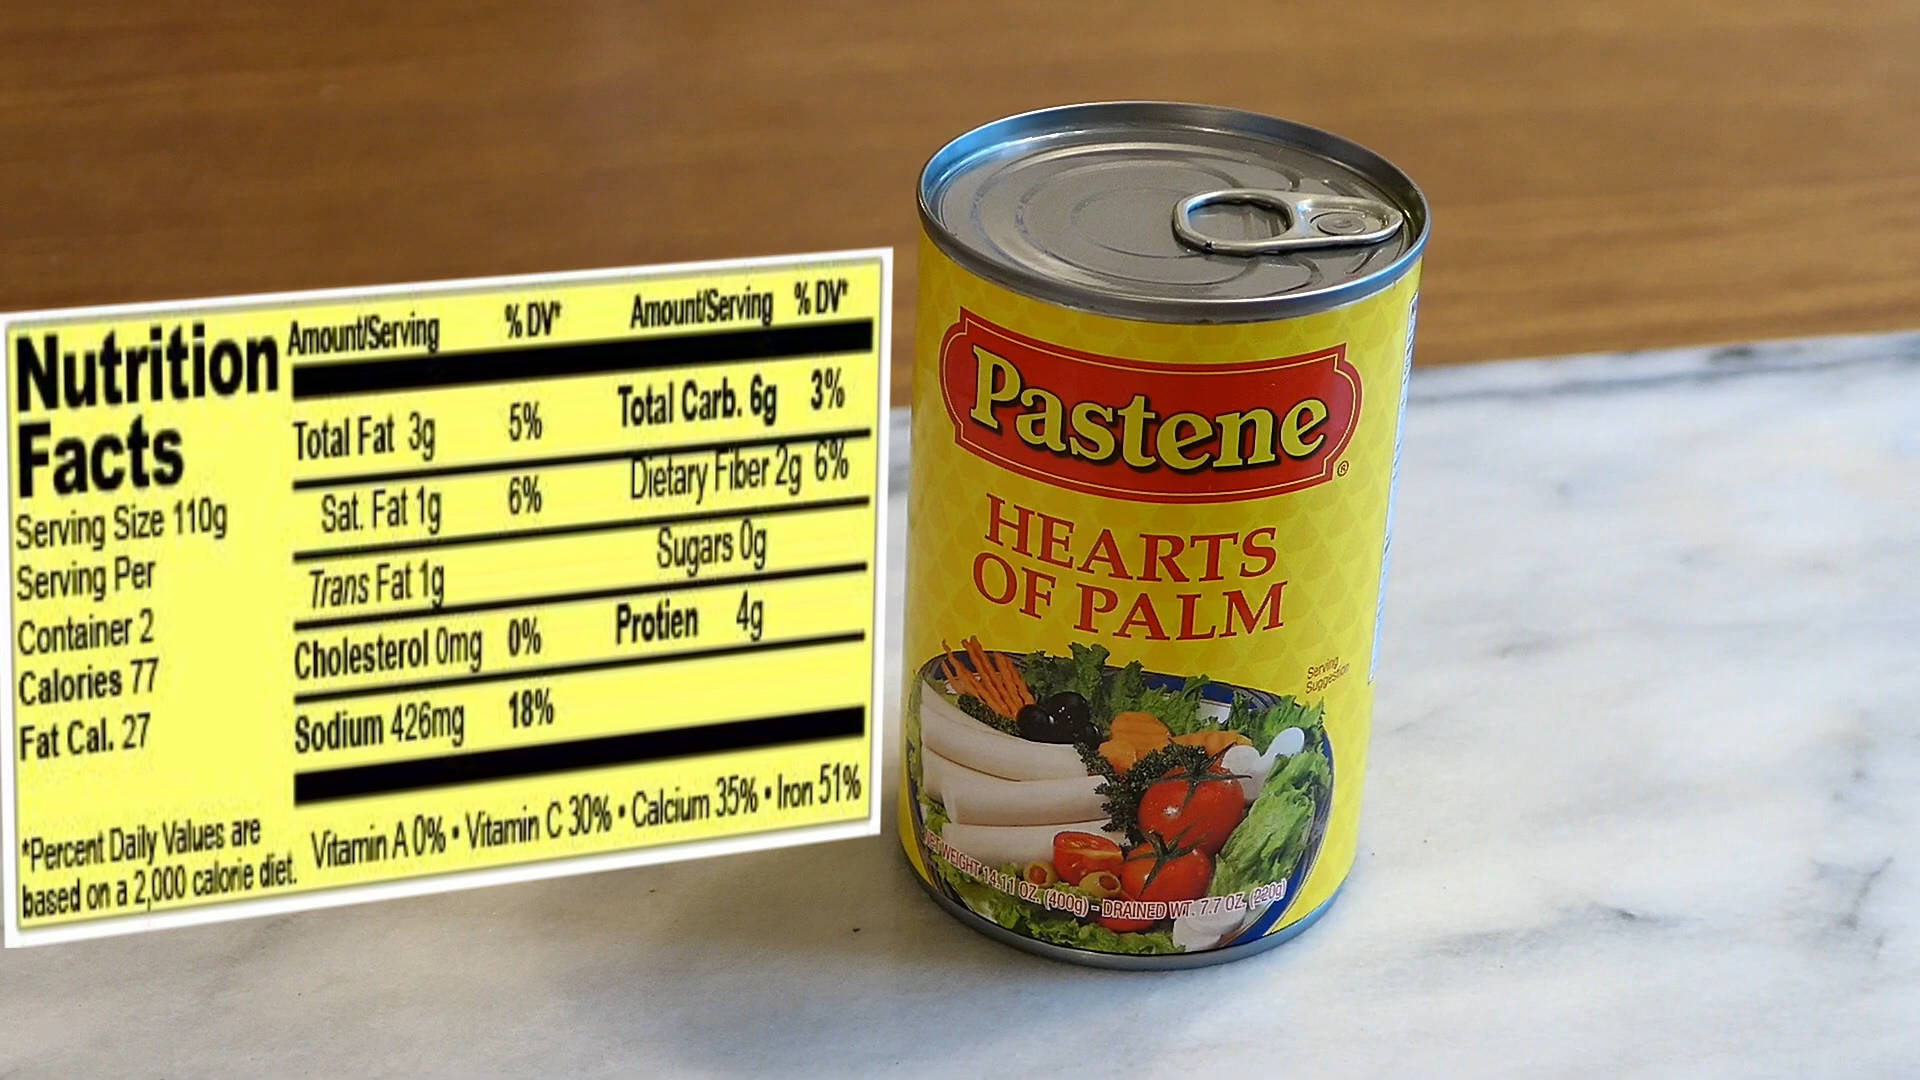 Nutrition
Facts
Serving Size 110g
Serving Per
Container 2
Calories 77
Fat Cal. 27
*Percent Daily Values are
based on a 2,000 calorie diet.
Amount/Serving % DV* Amount/Serving % DV*
Total Fat 3g 5% Total Carb. 6g 3%
Sat. Fat 1g 6% Dietary Fiber 2g 6%
Trans Fat 1g Sugars 0g
Cholesterol 0mg 0% Protien 4g
Sodium 426mg 18%
Vitamin A 0% • Vitamin C 30% • Calcium 35% • Iron 51%
Pastene®
HEARTS
OF PALM
Serving
Suggestion
NET WEIGHT 14.11 OZ. (400g) - DRAINED WT. 7.7 OZ. (220g)